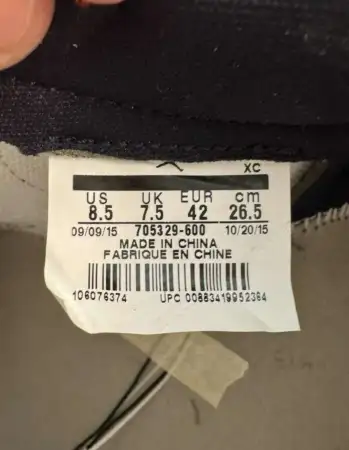 XC
US UK EUR cm
8.5 7.5 42 26.5
09/09/15 705329-600 10/20/15
MADE IN CHINA
FABRIQUE EN CHINE
106076374 UPC 00883419952384